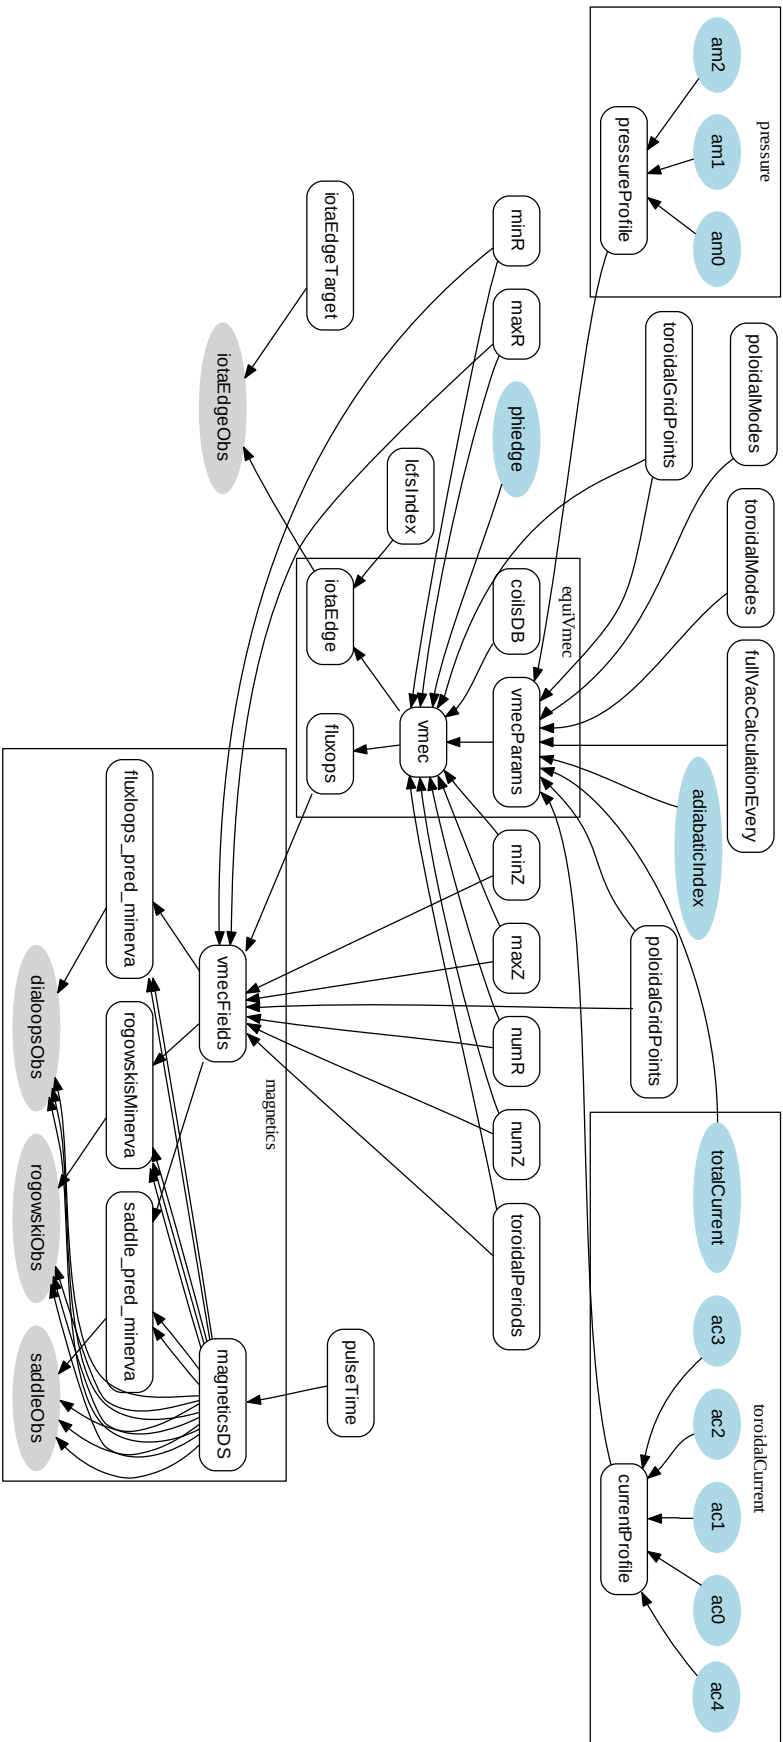 pressure
am2
am1
am0
pressureProfile
poloidalModes
toroidalModes
fullVacCalculationEvery
toroidalGridPoints
adiabaticIndex
poloidalGridPoints
toroidalCurrent
totalCurrent
ac3
ac2
ac1
ac0
ac4
currentProfile
minR
maxR
phiedge
equiVmec
coilsDB
vmecParams
minZ
maxZ
numR
numZ
toroidalPeriods
lcfsIndex
vmec
iotaEdgeTarget
iotaEdge
fluxops
pulseTime
iotaEdgeObs
magnetics
vmecFields
magneticsDS
fluxloops_pred_minerva
rogowskisMinerva
saddle_pred_minerva
dialoopsObs
rogowskiObs
saddleObs